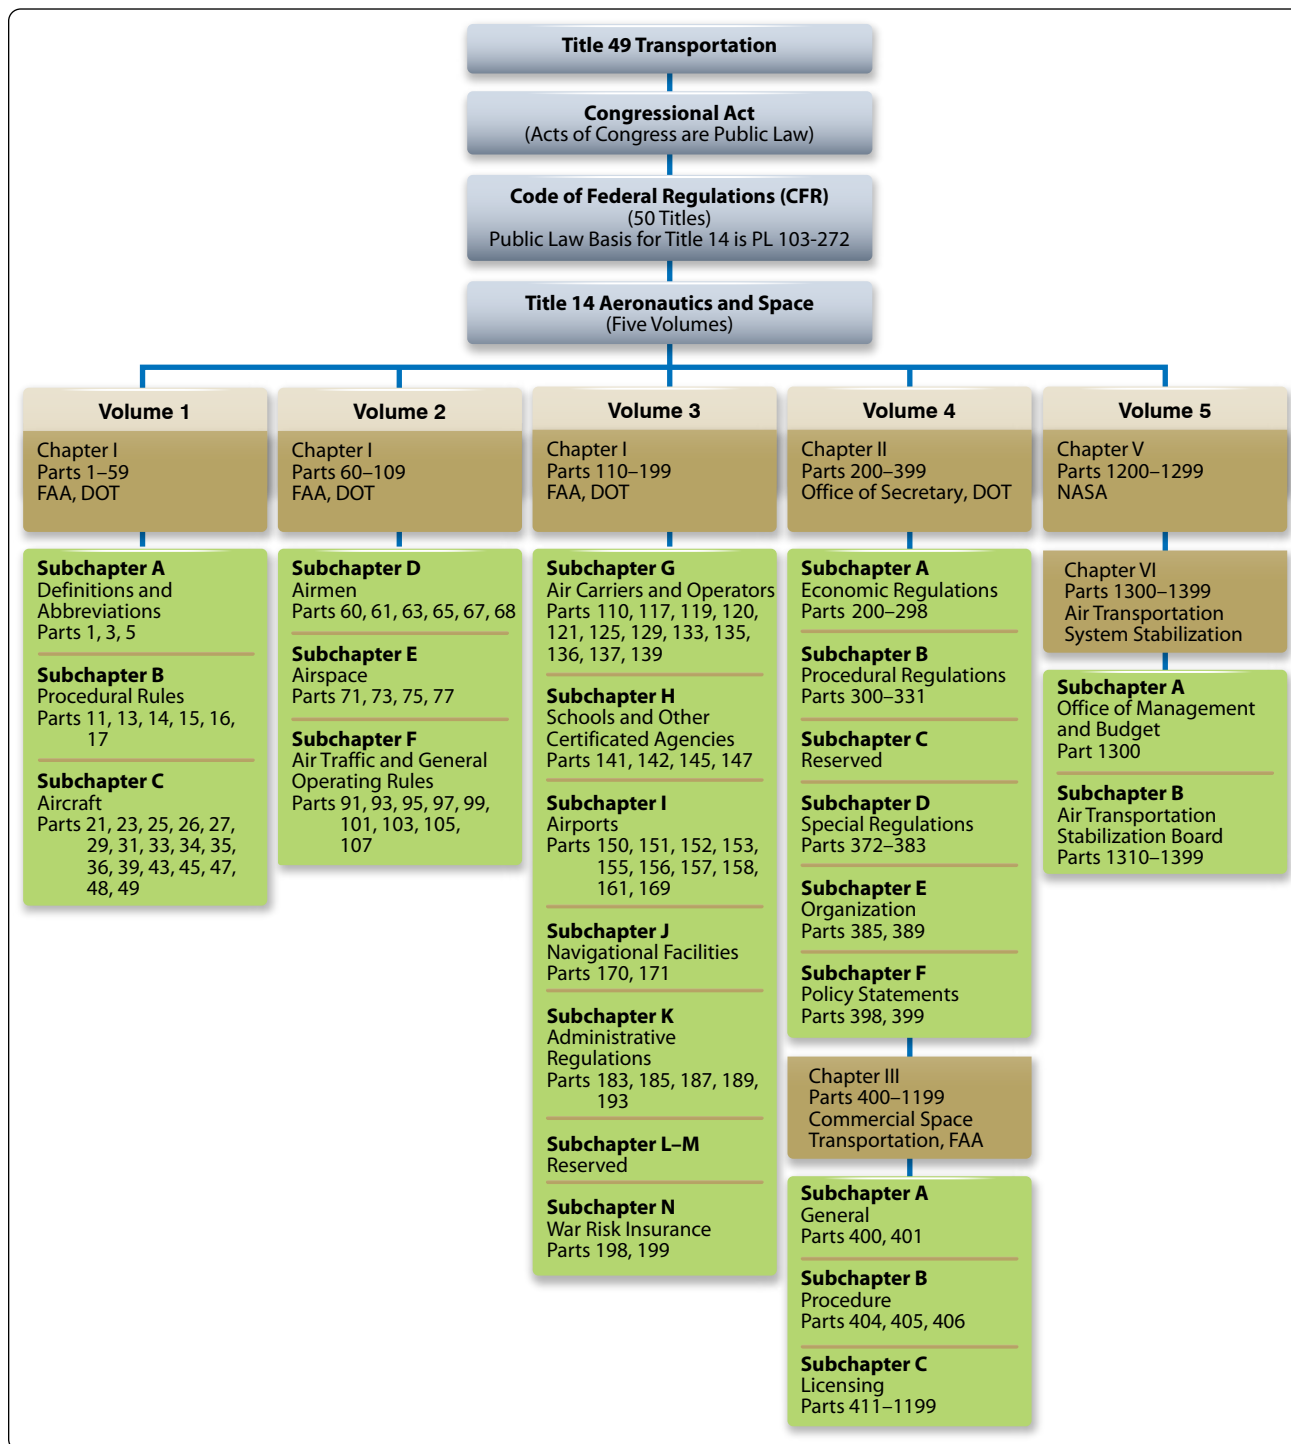 Title 49 Transportation
Congressional Act
(Acts of Congress are Public Law)
Code of Federal Regulations (CFR)
(50 Titles)
Public Law Basis for Title 14 is PL 103-272
Title 14 Aeronautics and Space
(Five Volumes)
Volume 1
Chapter I
Parts 1–59
FAA, DOT
Subchapter A
Definitions and
Abbreviations
Parts 1, 3, 5
Subchapter B
Procedural Rules
Parts 11, 13, 14, 15, 16,
17
Subchapter C
Aircraft
Parts 21, 23, 25, 26, 27,
29, 31, 33, 34, 35,
36, 39, 43, 45, 47,
48, 49
Volume 2
Chapter I
Parts 60–109
FAA, DOT
Subchapter D
Airmen
Parts 60, 61, 63, 65, 67, 68
Subchapter E
Airspace
Parts 71, 73, 75, 77
Subchapter F
Air Traffic and General
Operating Rules
Parts 91, 93, 95, 97, 99,
101, 103, 105,
107
Volume 3
Chapter I
Parts 110–199
FAA, DOT
Subchapter G
Air Carriers and Operators
Parts 110, 117, 119, 120,
121, 125, 129, 133, 135,
136, 137, 139
Subchapter H
Schools and Other
Certificated Agencies
Parts 141, 142, 145, 147
Subchapter I
Airports
Parts 150, 151, 152, 153,
155, 156, 157, 158,
161, 169
Subchapter J
Navigational Facilities
Parts 170, 171
Subchapter K
Administrative
Regulations
Parts 183, 185, 187, 189,
193
Subchapter L–M
Reserved
Subchapter N
War Risk Insurance
Parts 198, 199
Volume 4
Chapter II
Parts 200–399
Office of Secretary, DOT
Subchapter A
Economic Regulations
Parts 200–298
Subchapter B
Procedural Regulations
Parts 300–331
Subchapter C
Reserved
Subchapter D
Special Regulations
Parts 372–383
Subchapter E
Organization
Parts 385, 389
Subchapter F
Policy Statements
Parts 398, 399
Chapter III
Parts 400–1199
Commercial Space
Transportation, FAA
Subchapter A
General
Parts 400, 401
Subchapter B
Procedure
Parts 404, 405, 406
Subchapter C
Licensing
Parts 411–1199
Volume 5
Chapter V
Parts 1200–1299
NASA
Chapter VI
Parts 1300–1399
Air Transportation
System Stabilization
Subchapter A
Office of Management
and Budget
Part 1300
Subchapter B
Air Transportation
Stabilization Board
Parts 1310–1399